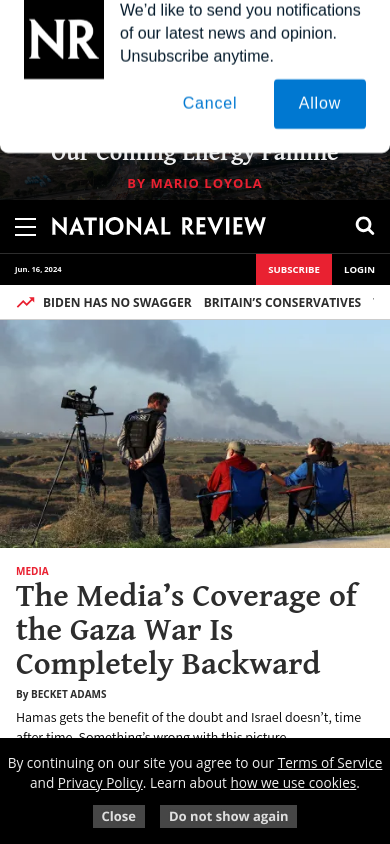 NR
We'd like to send you notifications
of our latest news and opinion.
Unsubscribe anytime.
Cancel
Allow
Our Coming Energy Famine
BY MARIO LOYOLA
NATIONAL REVIEW
Jun. 16, 2024
SUBSCRIBE
LOGIN
BIDEN HAS NO SWAGGER BRITAIN'S CONSERVATIVES
MEDIA
The Media's Coverage of
the Gaza War Is
Completely Backward
By BECKET ADAMS
Hamas gets the benefit of the doubt and Israel doesn't, time
after time. Something's wrong with this picture.
By continuing on our site you agree to our Terms of Service
and Privacy Policy. Learn about how we use cookies.
Close
Do not show again